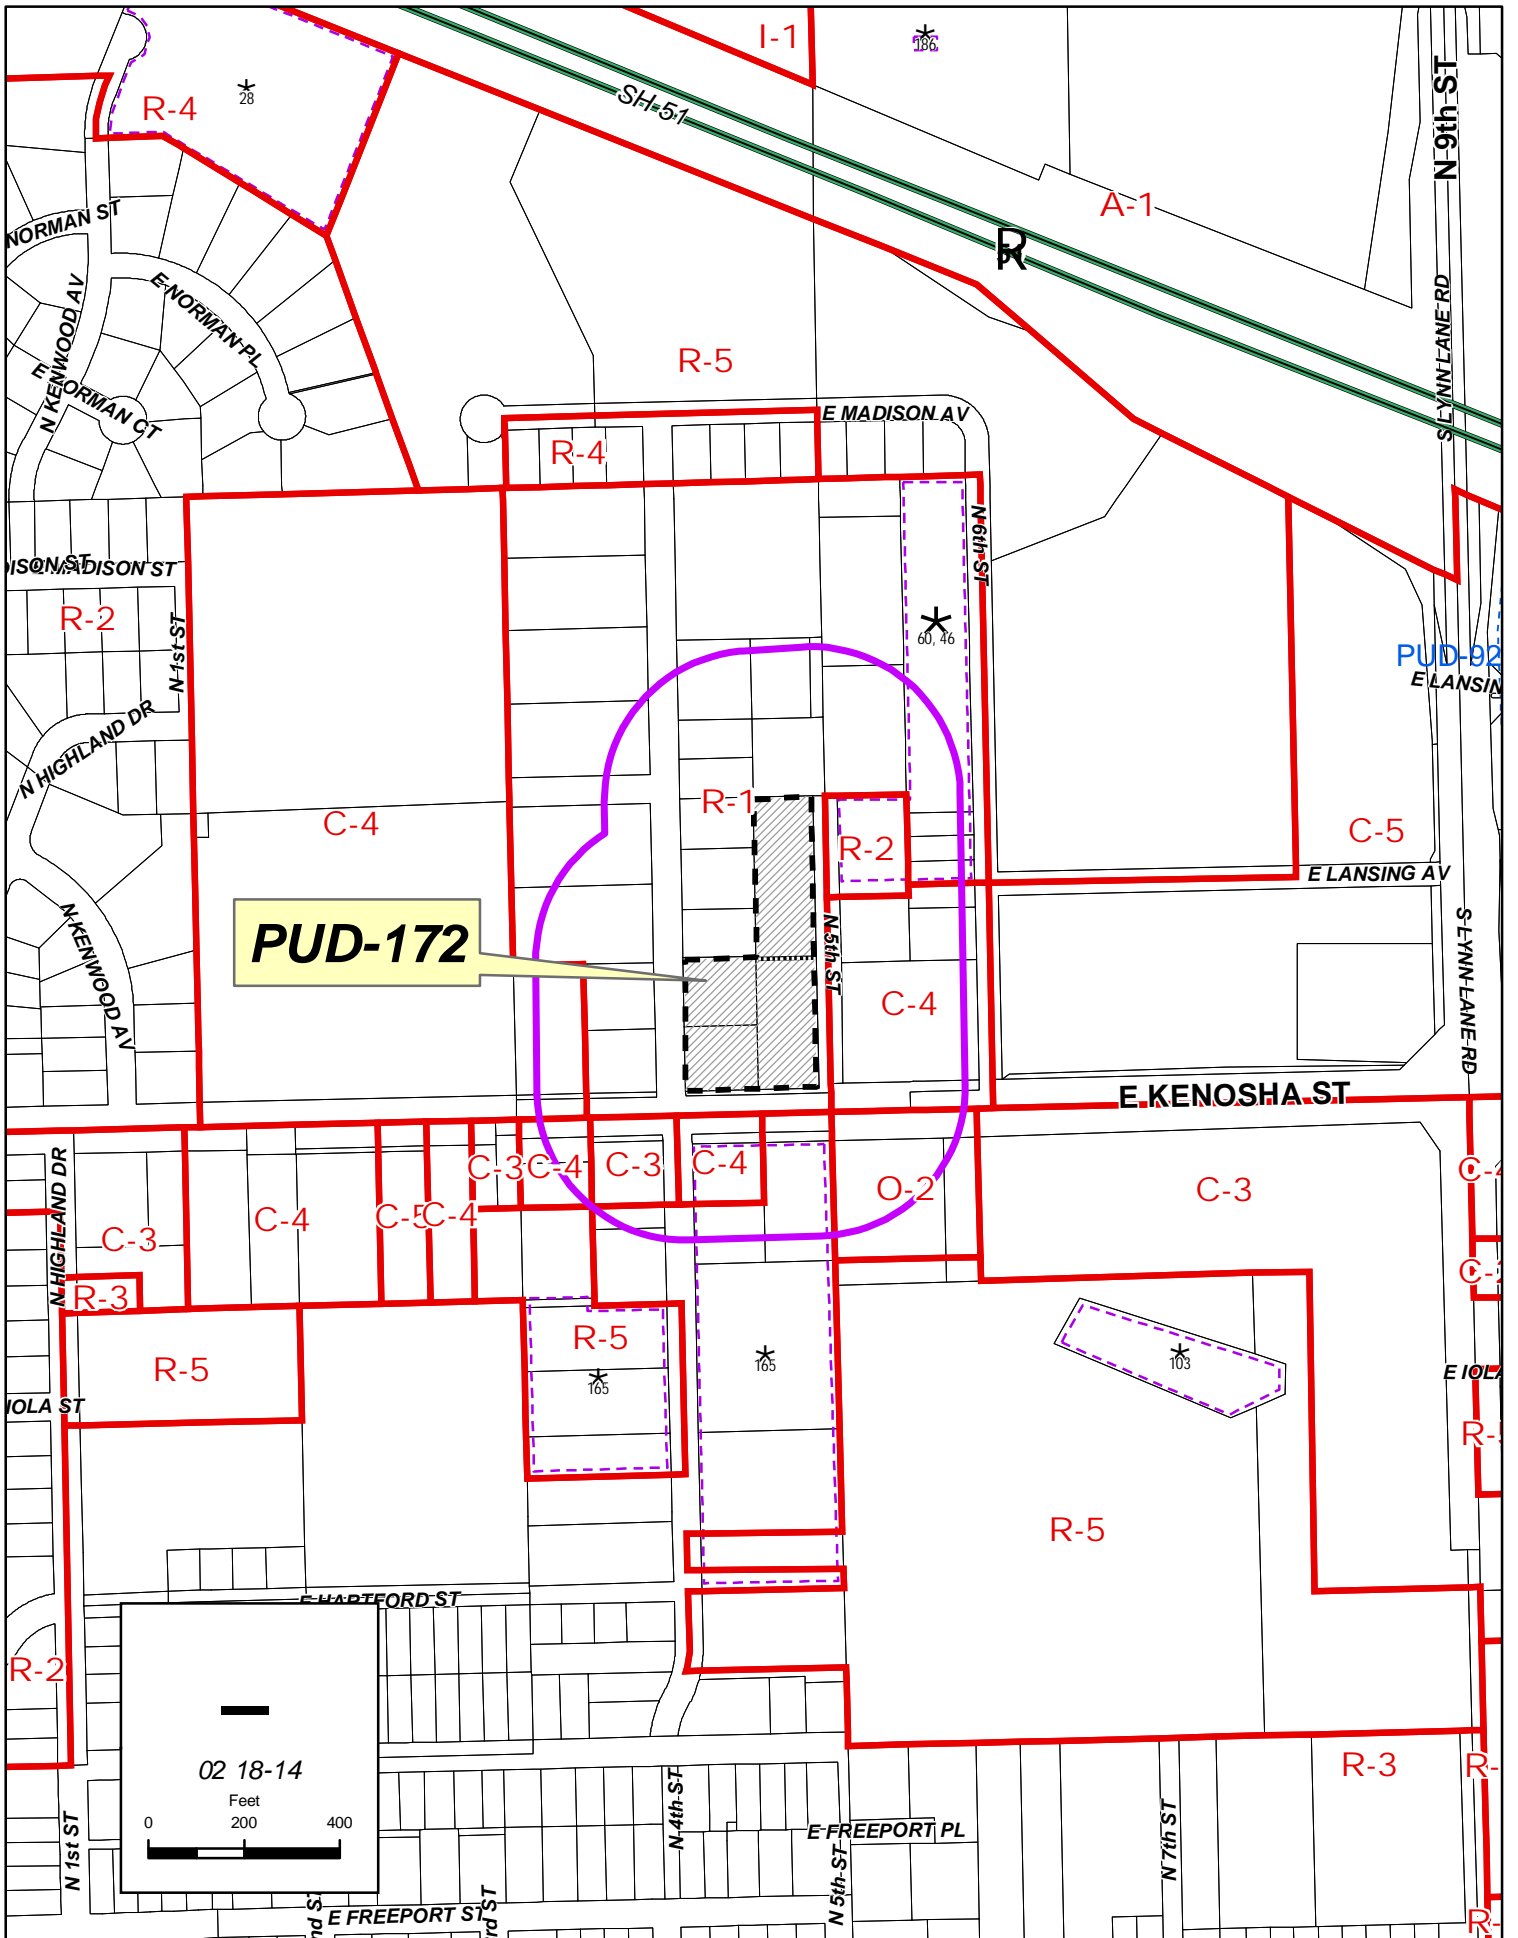 I-1
186
N 9th ST
R-4
28
SH 51
A-1
NORMAN ST
R
E NORMAN PL
N KENWOOD AV
S LYNN LANE RD
R-5
E NORMAN CT
E MADISON AV
R-4
N 6th ST
E MADISON ST
R-2
N 1st ST
60, 46
PUD-92
E LANSIN
N HIGHLAND DR
R-1
C-4
C-5
R-2
E LANSING AV
N KENWOOD AV
PUD-172
N 5th ST
S LYNN LANE RD
C-4
E KENOSHA ST
N HIGHLAND DR
C-3
C-4
C-3
C-4
O-2
C-3
C-4
C-5
C-4
C-3
R-3
R-5
R-5
165
165
103
E IOLA
IOLA ST
R-5
E HARTFORD ST
R-2
02 18-14
Feet
0 200 400
R-3
N 1st ST
N 4th ST
E FREEPORT PL
N 5th ST
N 7th ST
E FREEPORT ST
nd ST
rd ST